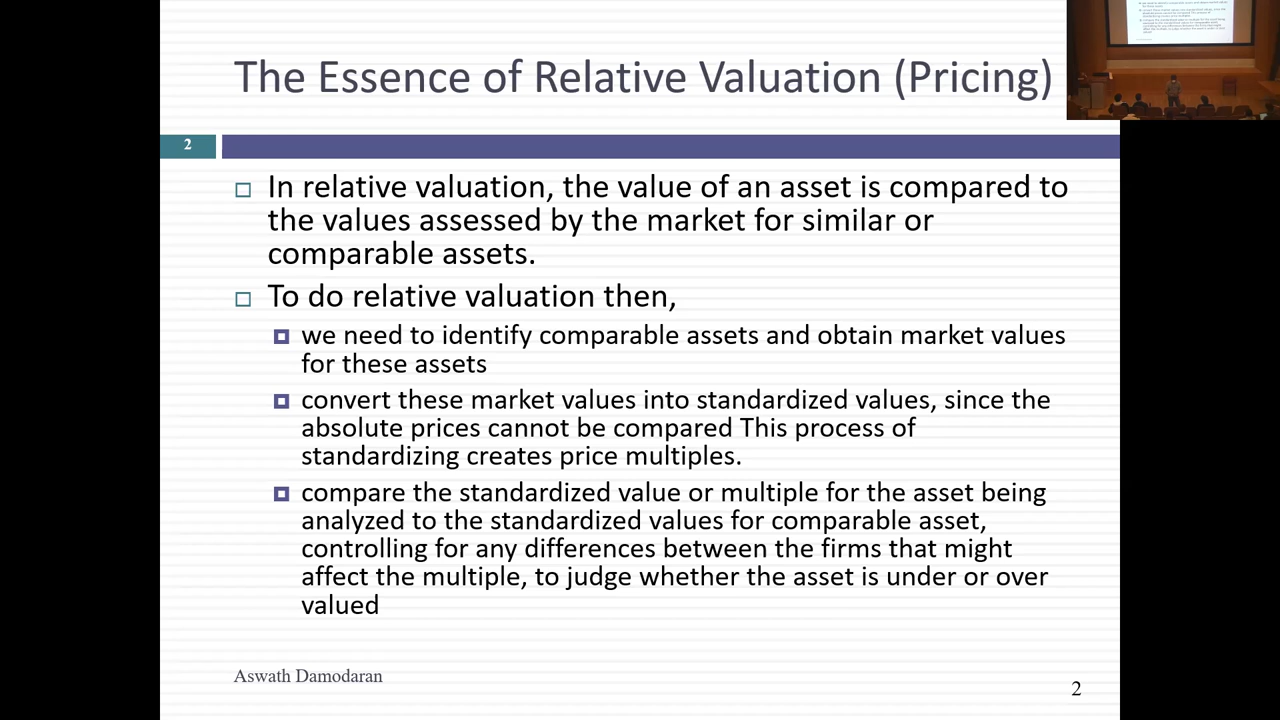 The Essence of Relative Valuation (Pricing)
2
In relative valuation, the value of an asset is compared to
the values assessed by the market for similar or
comparable assets.
To do relative valuation then,
we need to identify comparable assets and obtain market values
for these assets
convert these market values into standardized values, since the
absolute prices cannot be compared This process of
standardizing creates price multiples.
compare the standardized value or multiple for the asset being
analyzed to the standardized values for comparable asset,
controlling for any differences between the firms that might
affect the multiple, to judge whether the asset is under or over
valued
Aswath Damodaran
2